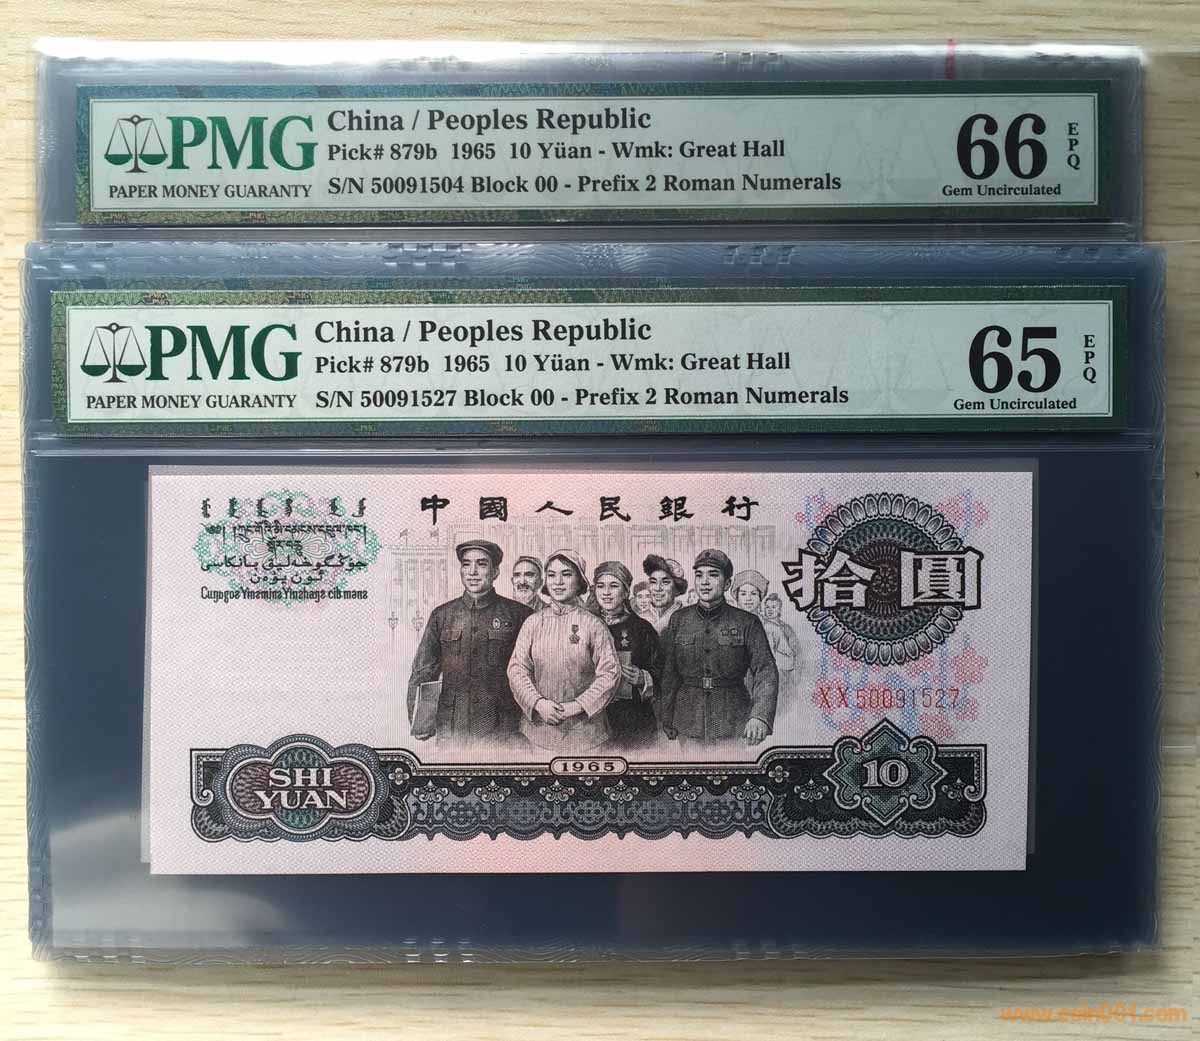 PMG
PAPER MONEY GUARANTY
China / Peoples Republic
Pick# 879b 1965 10 Yüan - Wmk: Great Hall
S/N 50091504 Block 00 - Prefix 2 Roman Numerals
66
EPQ
Gem Uncirculated
PMG
PAPER MONEY GUARANTY
China / Peoples Republic
Pick# 879b 1965 10 Yüan - Wmk: Great Hall
S/N 50091527 Block 00 - Prefix 2 Roman Numerals
65
EPQ
Gem Uncirculated
中國人民銀行
拾圓
XX50091527
SHI
YUAN
1965
10
www.coin001.com